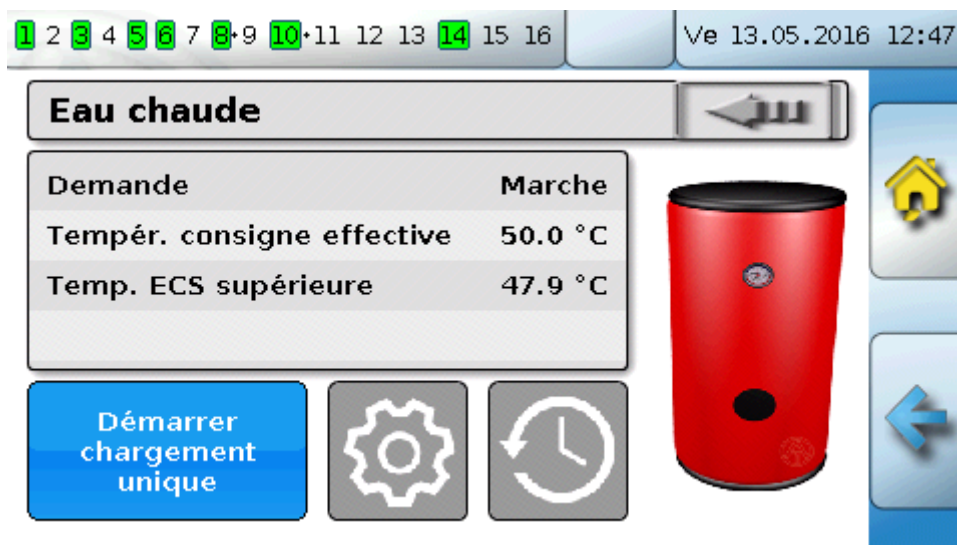 1 2 3 4 5 6 7 8+9 10+11 12 13 14 15 16 Ve 13.05.2016 12:47
Eau chaude
Demande Marche
Tempér. consigne effective 50.0 °C
Temp. ECS supérieure 47.9 °C
Démarrer
chargement
unique